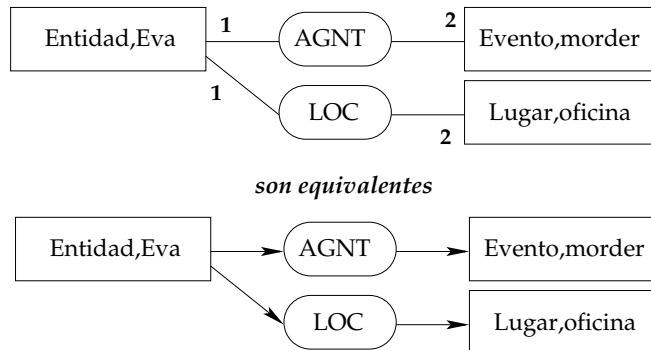 1 2
Entidad,Eva AGNT Evento,morder
1
LOC Lugar,oficina
2
son equivalentes
Entidad,Eva AGNT Evento,morder
LOC Lugar,oficina